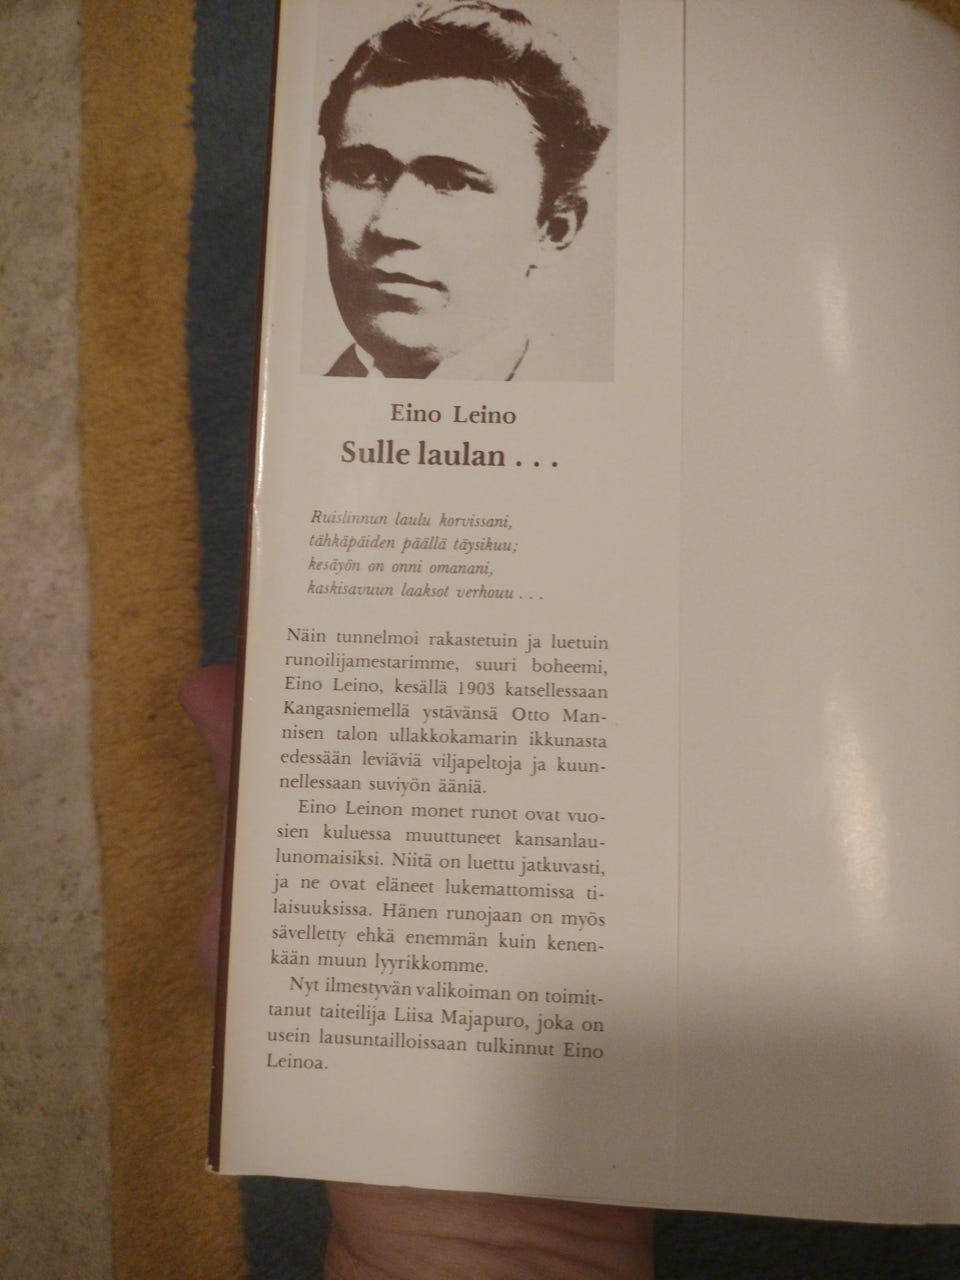 Eino Leino
Sulle laulan . . .
Ruislinnun laulu korvissani,
tähkäpäiden päällä täysikuu;
kesäyön on onni omanani,
kaskisavuun laaksot verhouu . . .
Näin tunnelmoi rakastetuin ja luetuin
runoilijamestarimme, suuri boheemi,
Eino Leino, kesällä 1903 katsellessaan
Kangasniemellä ystävänsä Otto Man-
nisen talon ullakkokamarin ikkunasta
edessään leviäviä viljapeltoja ja kuun-
nellessaan suviyön ääniä.
Eino Leinon monet runot ovat vuo-
sien kuluessa muuttuneet kansanlau-
lunomaisiksi. Niitä on luettu jatkuvasti,
ja ne ovat eläneet lukemattomissa ti-
laisuuksissa. Hänen runojaan on myös
sävelletty ehkä enemmän kuin kenen-
kään muun lyyrikkomme.
Nyt ilmestyvän valikoiman on toimit-
tanut taiteilija Liisa Majapuro, joka on
usein lausuntailloissaan tulkinnut Eino
Leinoa.